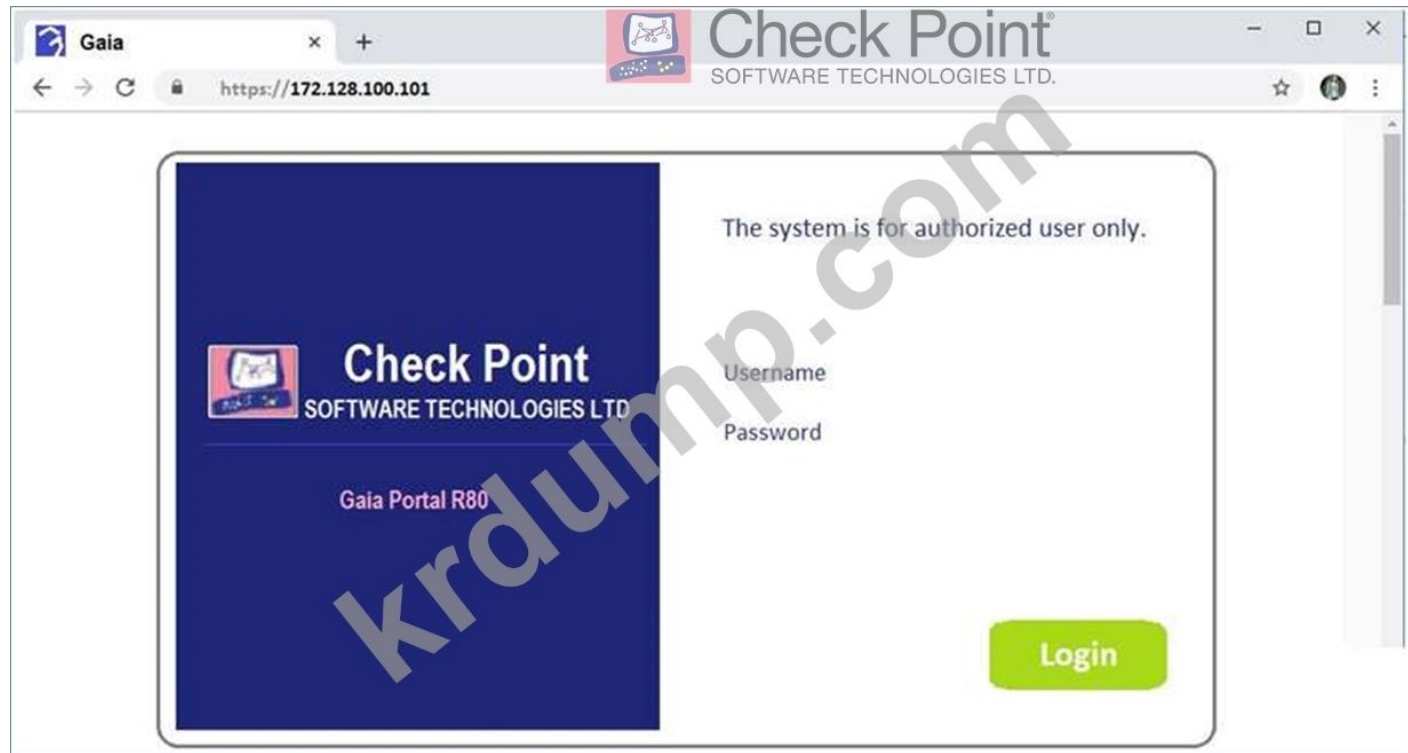 Gaia
Check Point
SOFTWARE TECHNOLOGIES LTD.
https://172.128.100.101
The system is for authorized user only.
Check Point
SOFTWARE TECHNOLOGIES LTD
Username
Password
Gaia Portal R80
Login
krdump.com